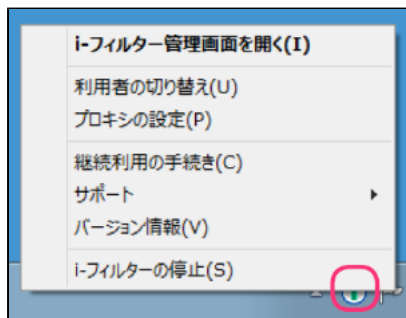 i-フィルター管理画面を開く(I)
利用者の切り替え(U)
プロキシの設定(P)
継続利用の手続き(C)
サポート
バージョン情報(V)
i-フィルターの停止(S)